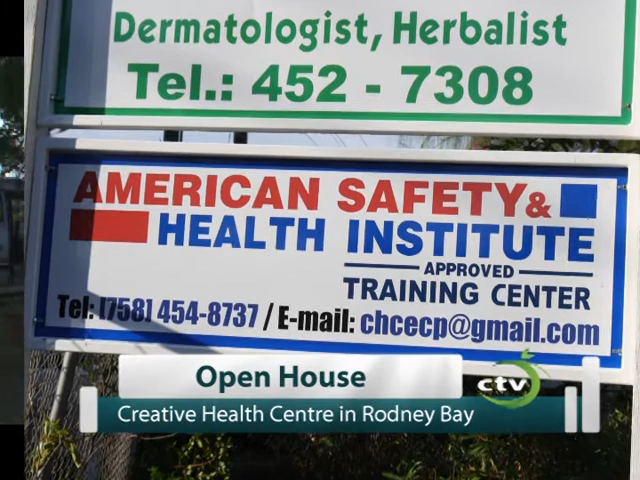 Dermatologist, Herbalist
Tel.: 452 - 7308
AMERICAN SAFETY &
HEALTH INSTITUTE
APPROVED
TRAINING CENTER
Tel: [758] 454-8737 / E-mail: chcecp@gmail.com
Open House
ctv
Creative Health Centre in Rodney Bay